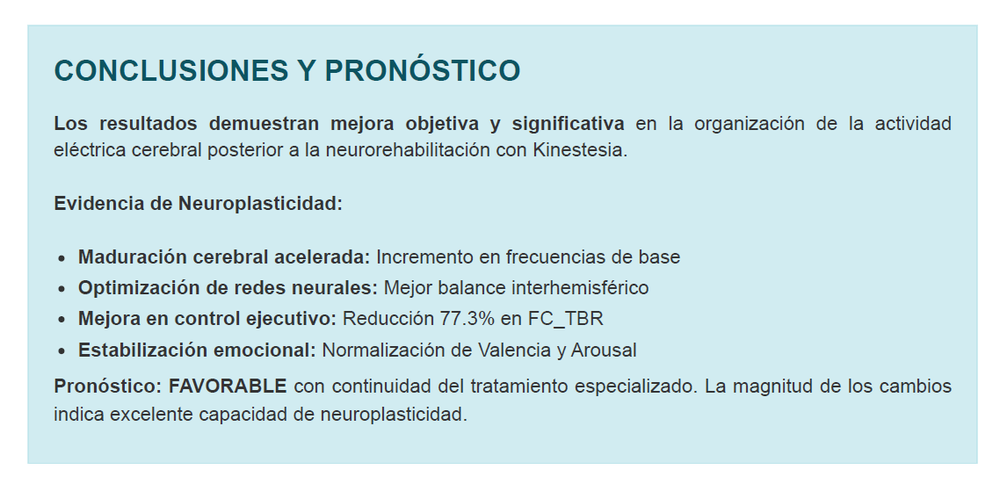 CONCLUSIONES Y PRONÓSTICO
Los resultados demuestran mejora objetiva y significativa en la organización de la actividad
eléctrica cerebral posterior a la neurorehabilitación con Kinestesia.
Evidencia de Neuroplasticidad:
• Maduración cerebral acelerada: Incremento en frecuencias de base
• Optimización de redes neurales: Mejor balance interhemisférico
• Mejora en control ejecutivo: Reducción 77.3% en FC_TBR
• Estabilización emocional: Normalización de Valencia y Arousal
Pronóstico: FAVORABLE con continuidad del tratamiento especializado. La magnitud de los cambios
indica excelente capacidad de neuroplasticidad.